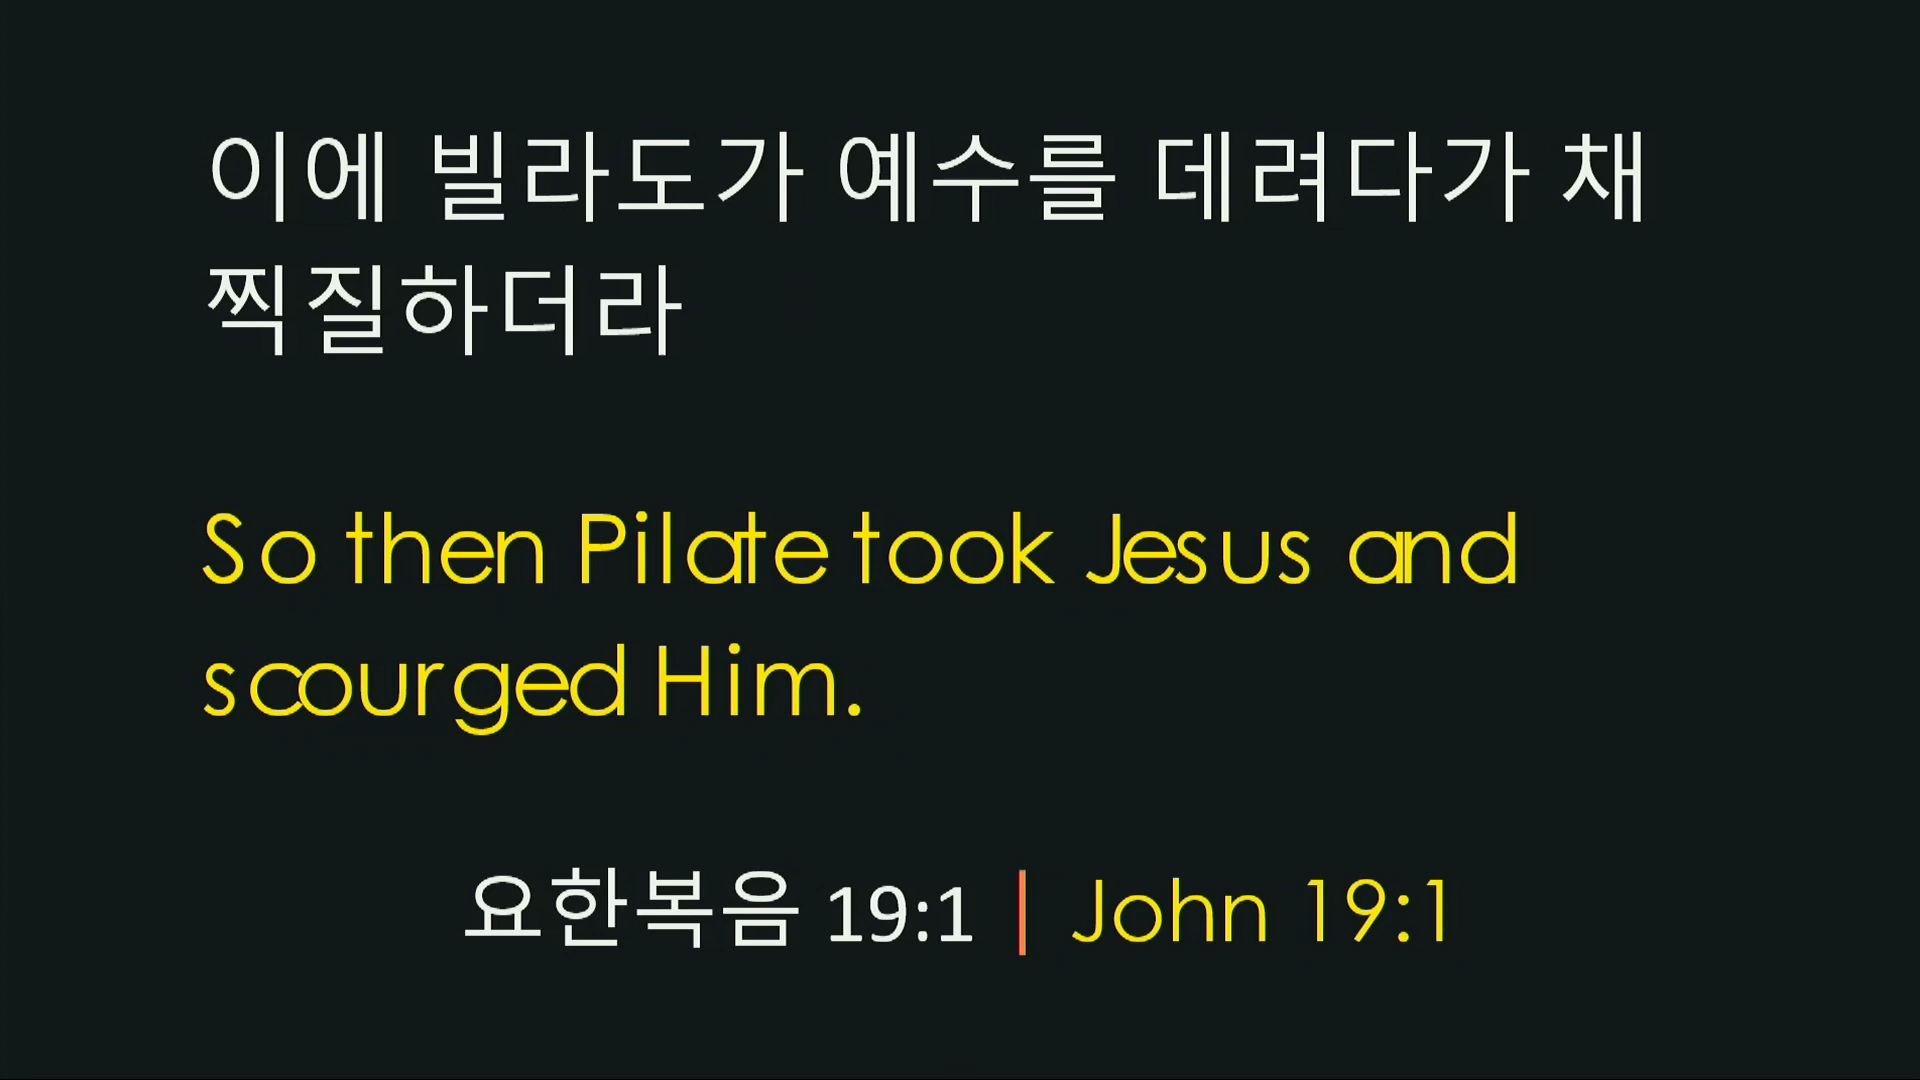 이에 빌라도가 예수를 데려다가 채
찍질하더라
So then Pilate took Jesus and
scourged Him.
요한복음 19:1 | John 19:1